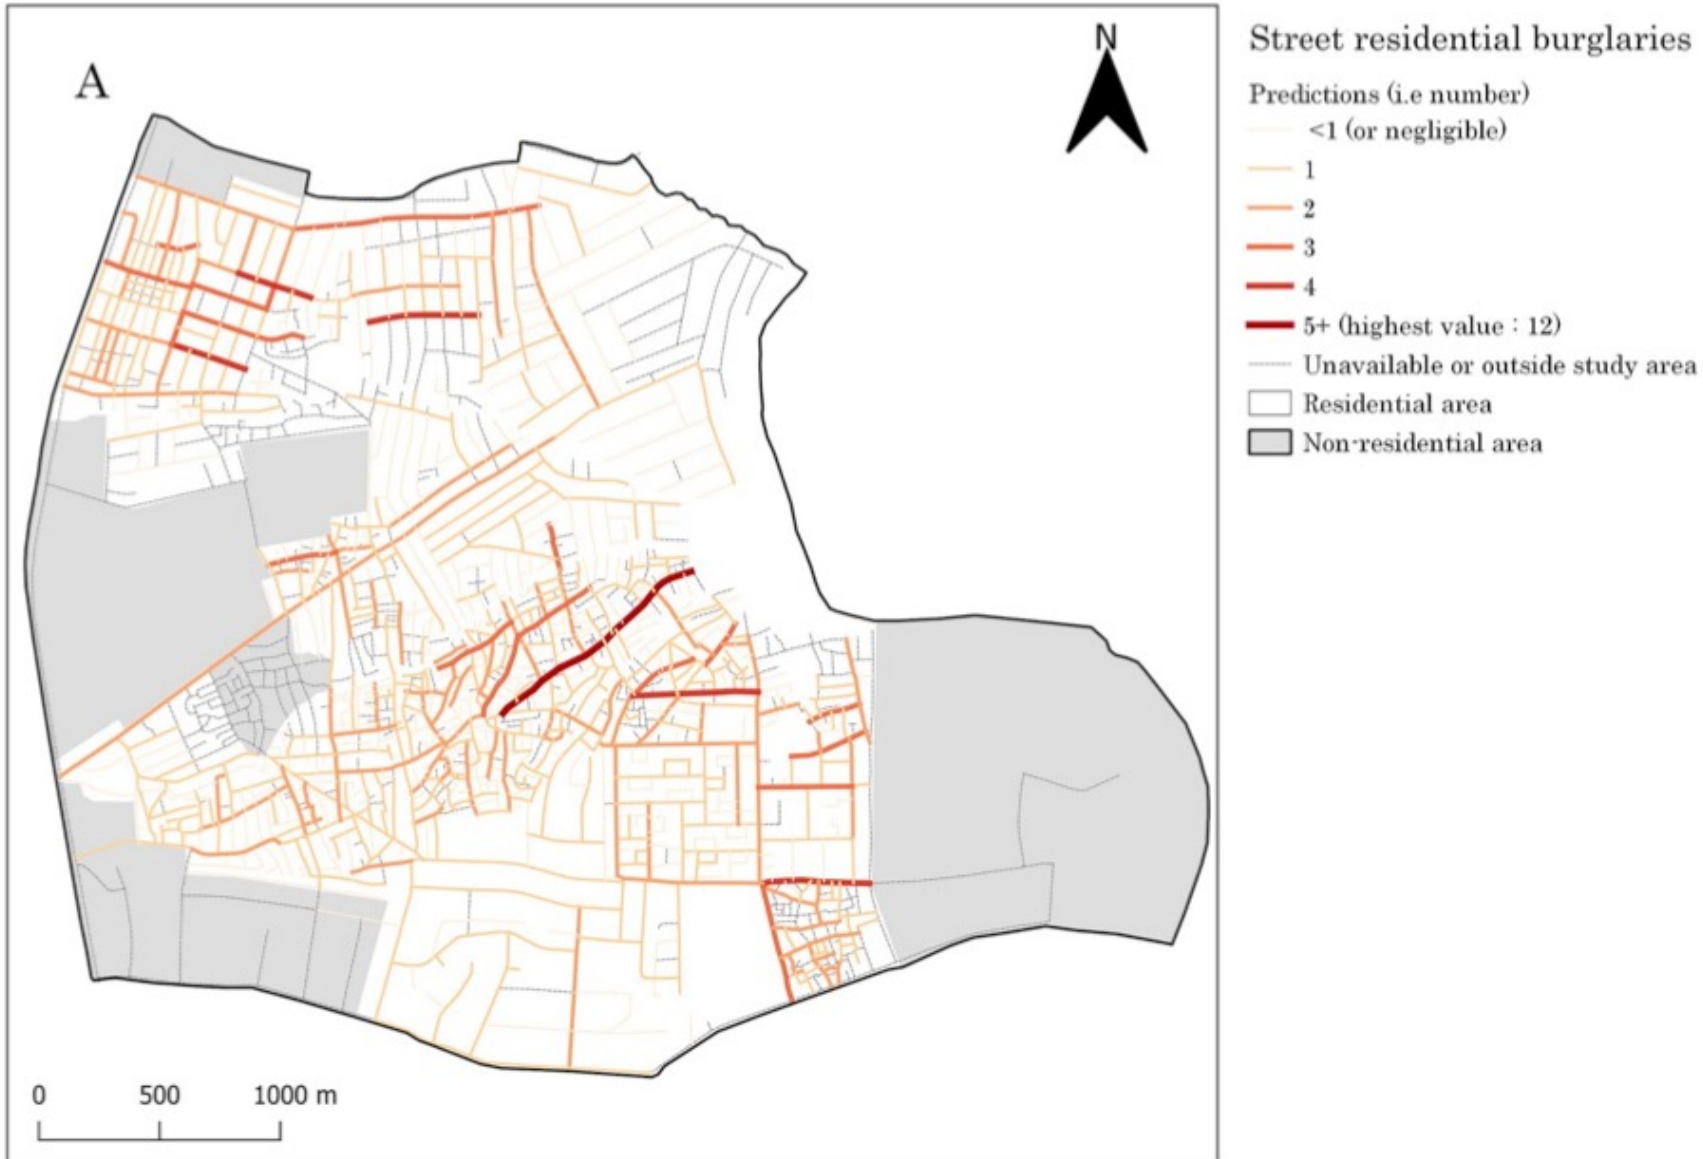 A
N
0 500 1000 m
Street residential burglaries
Predictions (i.e number)
<1 (or negligible)
1
2
3
4
5+ (highest value : 12)
Unavailable or outside study area
Residential area
Non-residential area